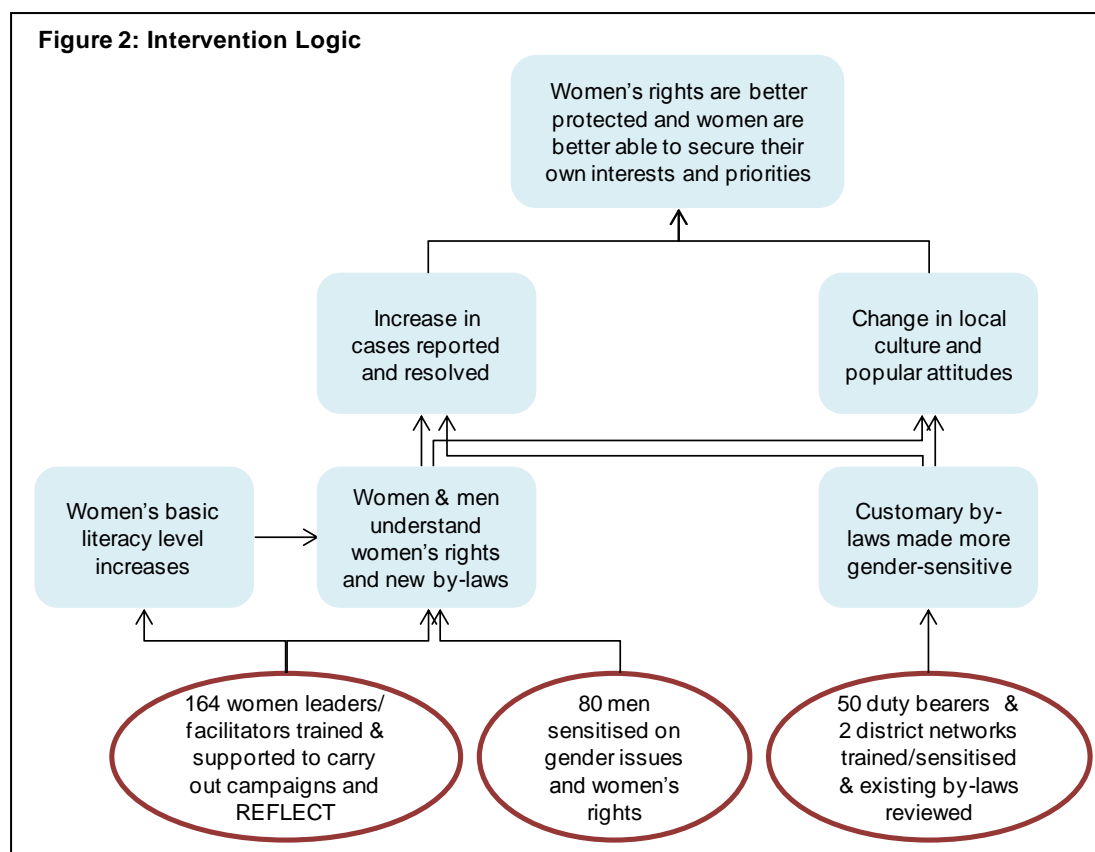 Figure 2: Intervention Logic
Women's rights are better
protected and women are
better able to secure their
own interests and priorities
Increase in
cases reported
and resolved
Change in local
culture and
popular attitudes
Women's basic
literacy level
increases
Women & men
understand
women's rights
and new by-laws
Customary by-
laws made more
gender-sensitive
164 women leaders/
facilitators trained &
supported to carry
out campaigns and
REFLECT
80 men
sensitised on
gender issues
and women's
rights
50 duty bearers &
2 district networks
trained/sensitised
& existing by-laws
reviewed